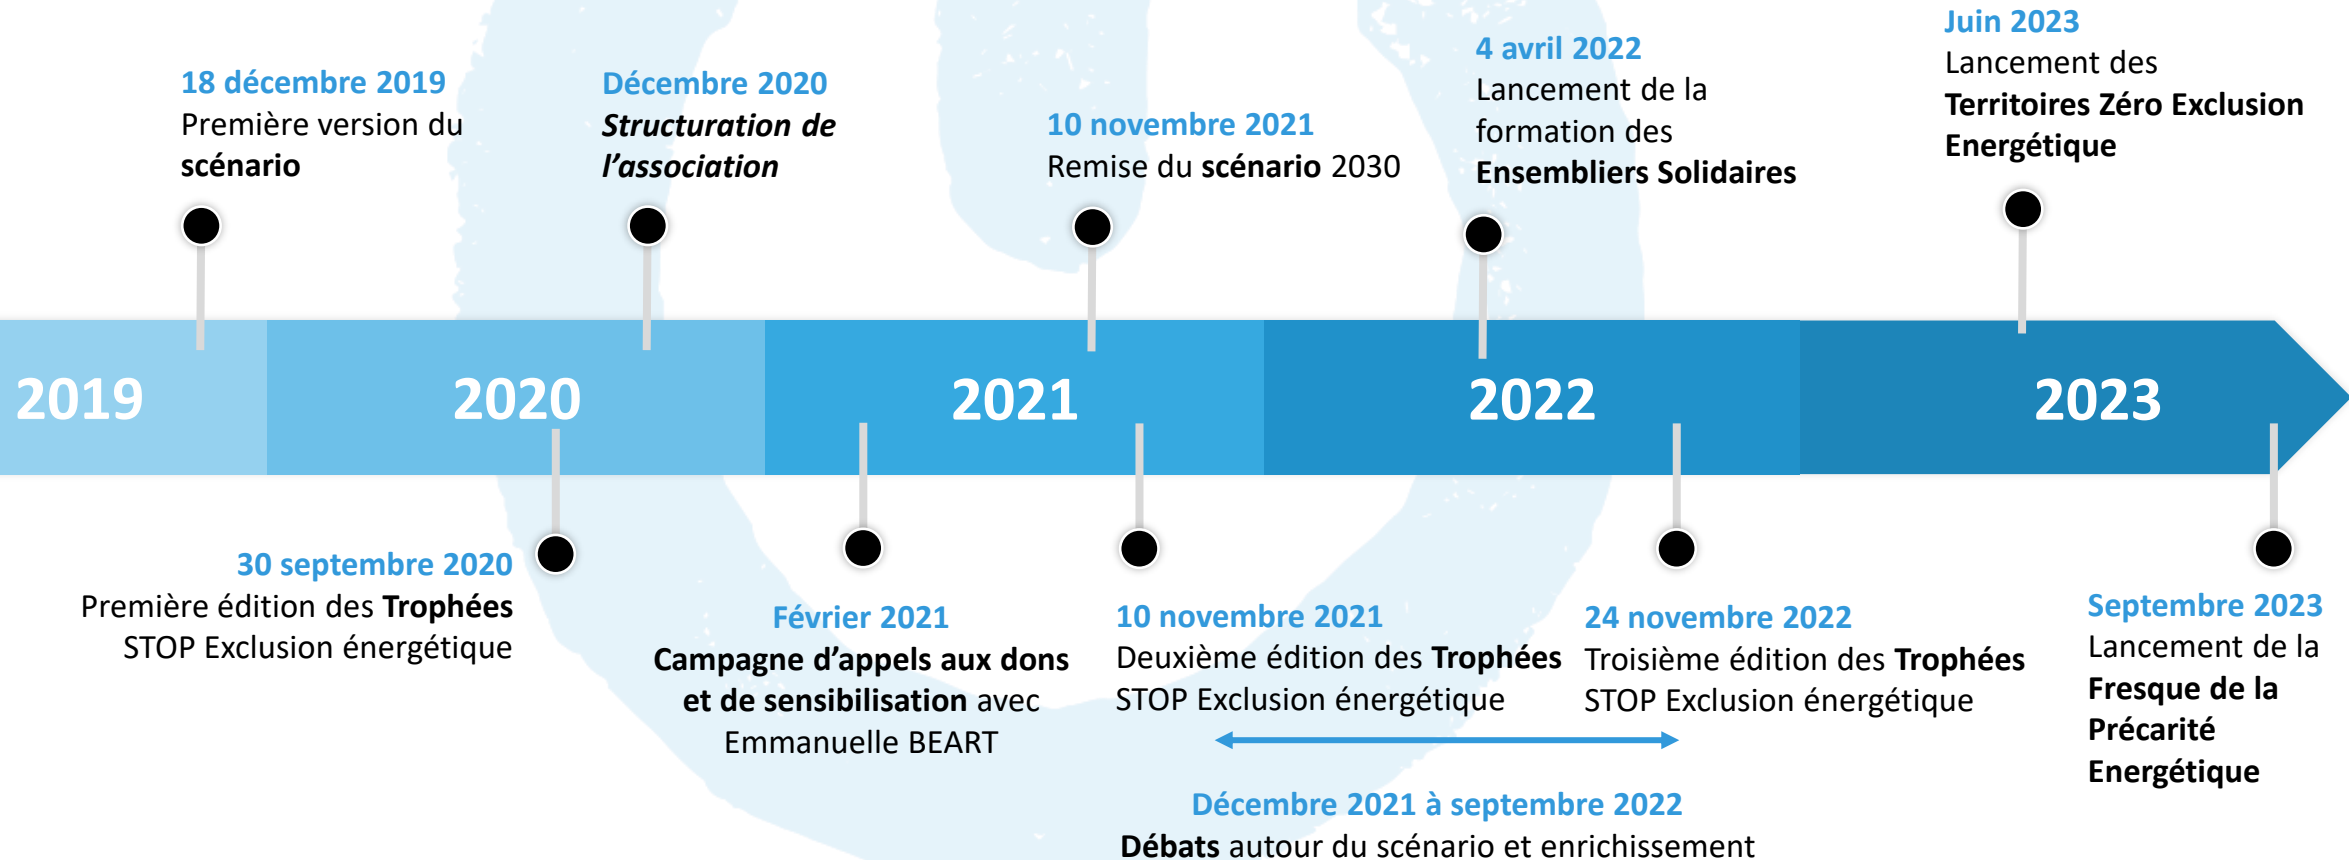 18 décembre 2019
Première version du
scénario
Décembre 2020
Structuration de
l’association
10 novembre 2021
Remise du scénario 2030
4 avril 2022
Lancement de la
formation des
Ensembliers Solidaires
Juin 2023
Lancement des
Territoires Zéro Exclusion
Energétique
2019
2020
2021
2022
2023
30 septembre 2020
Première édition des Trophées
STOP Exclusion énergétique
Février 2021
Campagne d’appels aux dons
et de sensibilisation avec
Emmanuelle BEART
10 novembre 2021
Deuxième édition des Trophées
STOP Exclusion énergétique
24 novembre 2022
Troisième édition des Trophées
STOP Exclusion énergétique
Septembre 2023
Lancement de la
Fresque de la
Précarité
Energétique
Décembre 2021 à septembre 2022
Débats autour du scénario et enrichissement